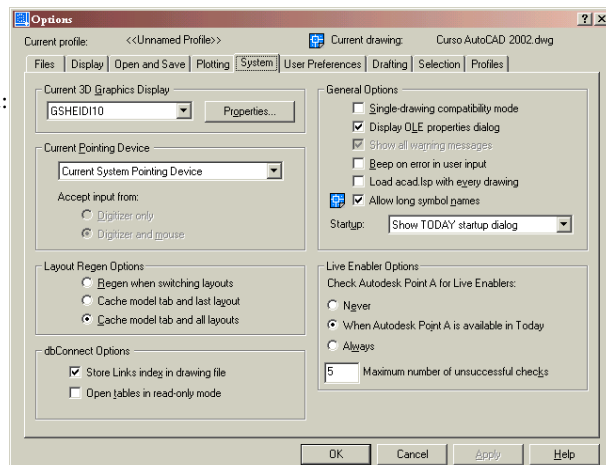 Options
Current profile: <<Unnamed Profile>> Current drawing: Curso AutoCAD 2002.dwg
Files Display Open and Save Plotting System User Preferences Drafting Selection Profiles
:
Current 3D Graphics Display
GSHEIDI10 Properties...
Current Pointing Device
Current System Pointing Device
Accept input from:
Digitizer only
Digitizer and mouse
Layout Regen Options
Regen when switching layouts
Cache model tab and last layout
Cache model tab and all layouts
dbConnect Options
Store Links index in drawing file
Open tables in read-only mode
General Options
Single-drawing compatibility mode
Display OLE properties dialog
Show all warning messages
Beep on error in user input
Load acad.lsp with every drawing
Allow long symbol names
Startup: Show TODAY startup dialog
Live Enabler Options
Check Autodesk Point A for Live Enablers:
Never
When Autodesk Point A is available in Today
Always
5 Maximum number of unsuccessful checks
OK Cancel Apply Help